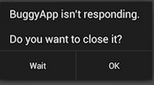 BuggyApp isn't responding.
Do you want to close it?
Wait
OK